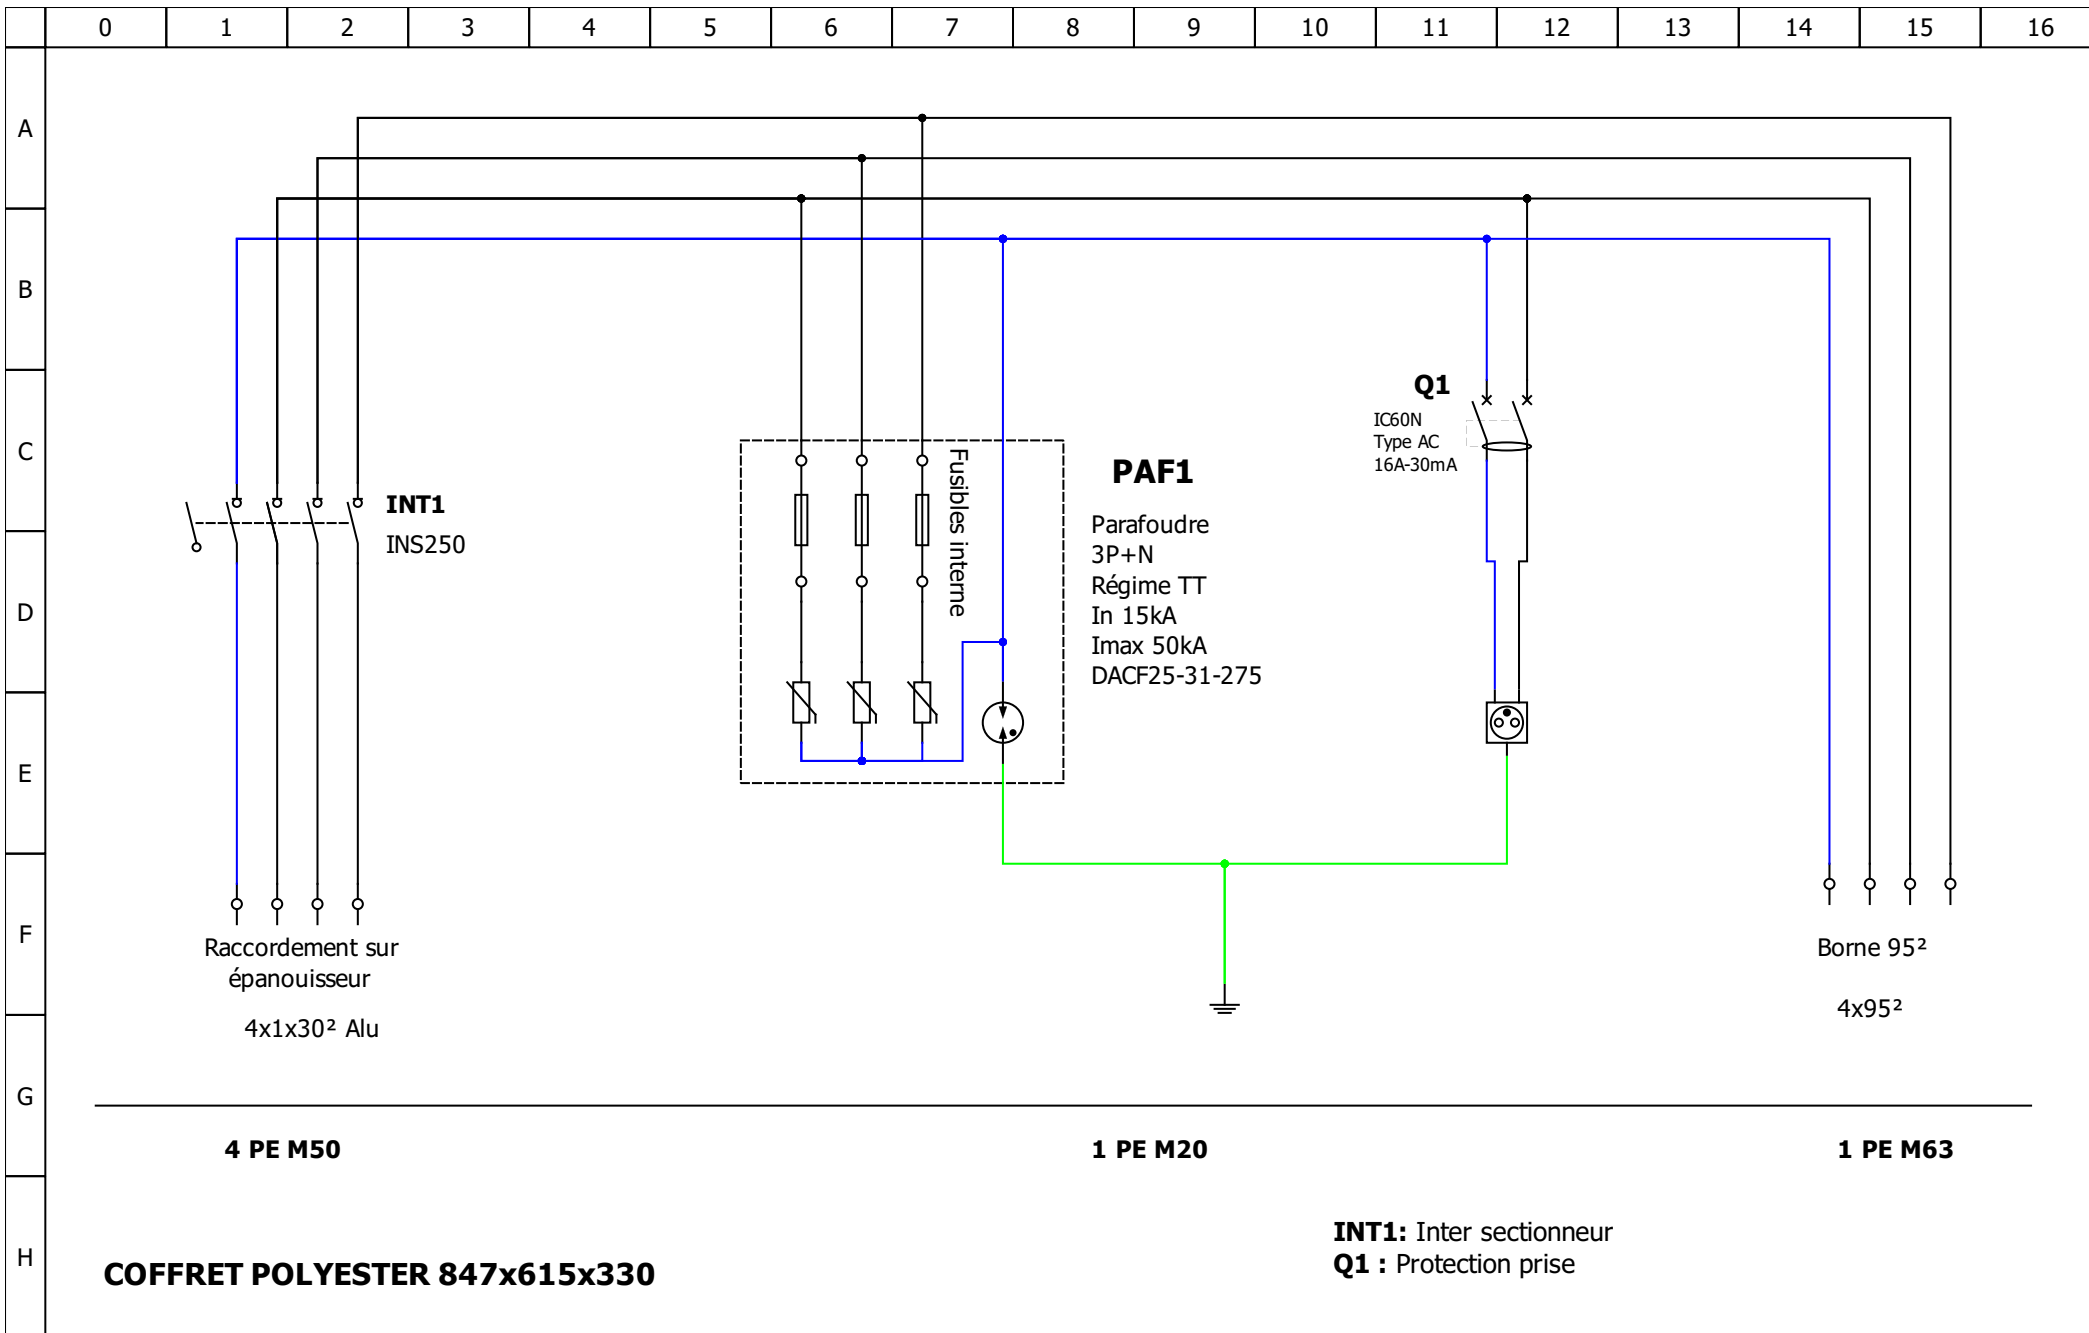 0 1 2 3 4 5 6 7 8 9 10 11 12 13 14 15 16
A
B
C
D
E
F
G
H
INT1
INS250
Fusibles interne
PAF1
Parafoudre
3P+N
Régime TT
In 15kA
Imax 50kA
DACF25-31-275
Q1
IC60N
Type AC
16A-30mA
Raccordement sur
épanouisseur
4x1x30² Alu
Borne 95²
4x95²
4 PE M50
1 PE M20
1 PE M63
COFFRET POLYESTER 847x615x330
INT1: Inter sectionneur
Q1 : Protection prise